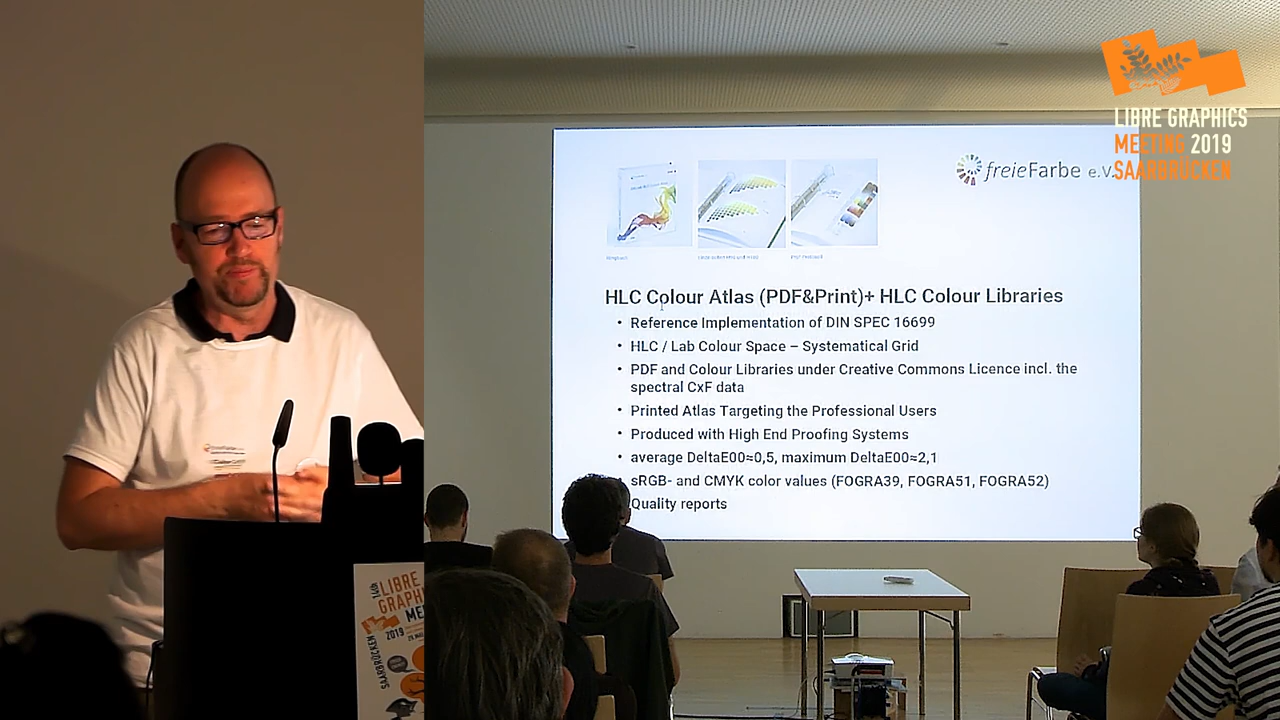 LIBRE GRAPHICS
MEETING 2019
SAARBRÜCKEN
freieFarbe e.V.
HLC Colour Atlas (PDF&Print)+ HLC Colour Libraries
• Reference Implementation of DIN SPEC 16699
• HLC / Lab Colour Space – Systematical Grid
• PDF and Colour Libraries under Creative Commons Licence incl. the
spectral CxF data
• Printed Atlas Targeting the Professional Users
• Produced with High End Proofing Systems
• average DeltaE00≈0,5, maximum DeltaE00≈2,1
• sRGB- and CMYK color values (FOGRA39, FOGRA51, FOGRA52)
Quality reports
14th
LIBRE
GRAPH
ME
2019
SAARBRÜCKEN